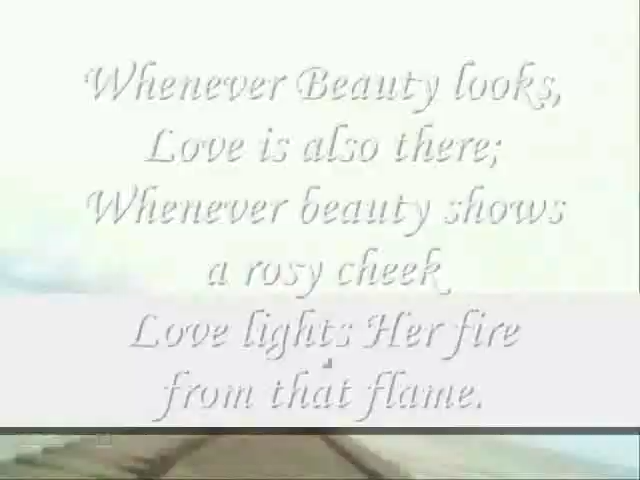 Whenever Beauty looks,
Love is also there;
Whenever beauty shows
a rosy cheek
Love lights Her fire
from that flame.